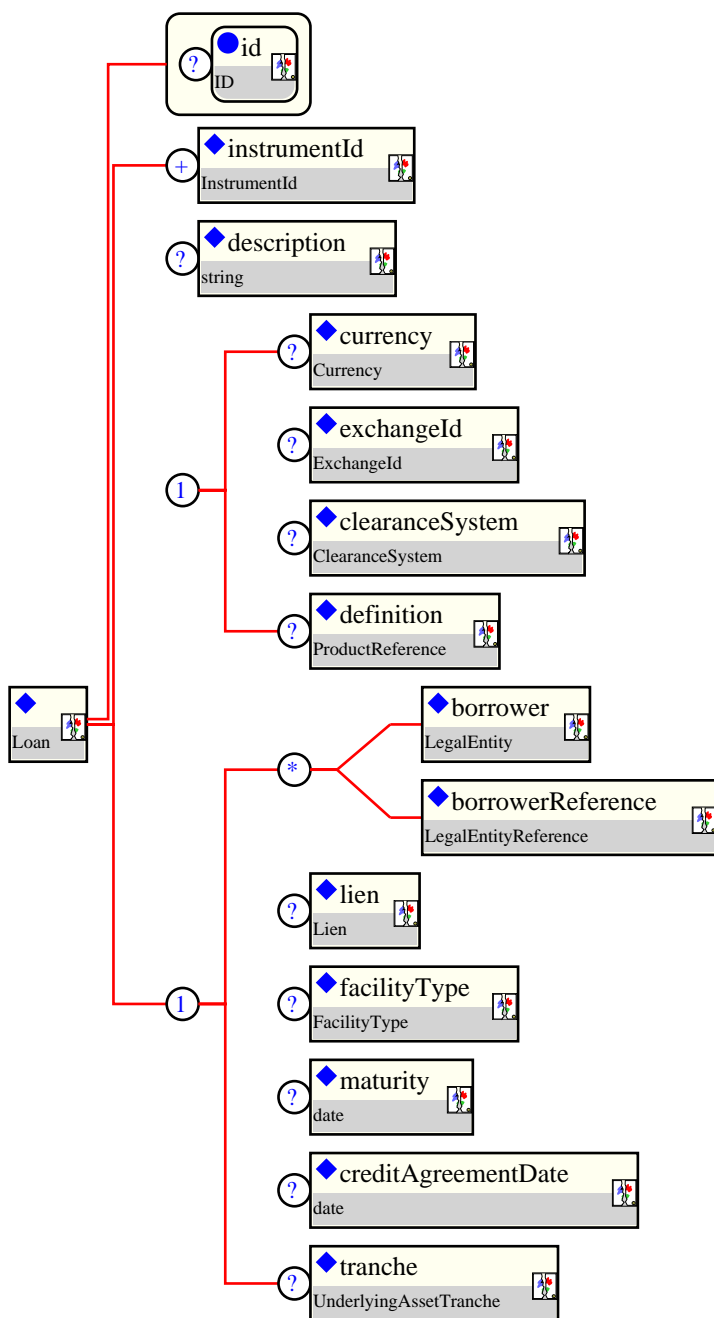 ?
id
ID
+
instrumentId
InstrumentId
?
description
string
1
?
currency
Currency
?
exchangeId
ExchangeId
?
clearanceSystem
ClearanceSystem
?
definition
ProductReference
Loan
1
*
borrower
LegalEntity
borrowerReference
LegalEntityReference
?
lien
Lien
?
facilityType
FacilityType
?
maturity
date
?
creditAgreementDate
date
?
tranche
UnderlyingAssetTranche